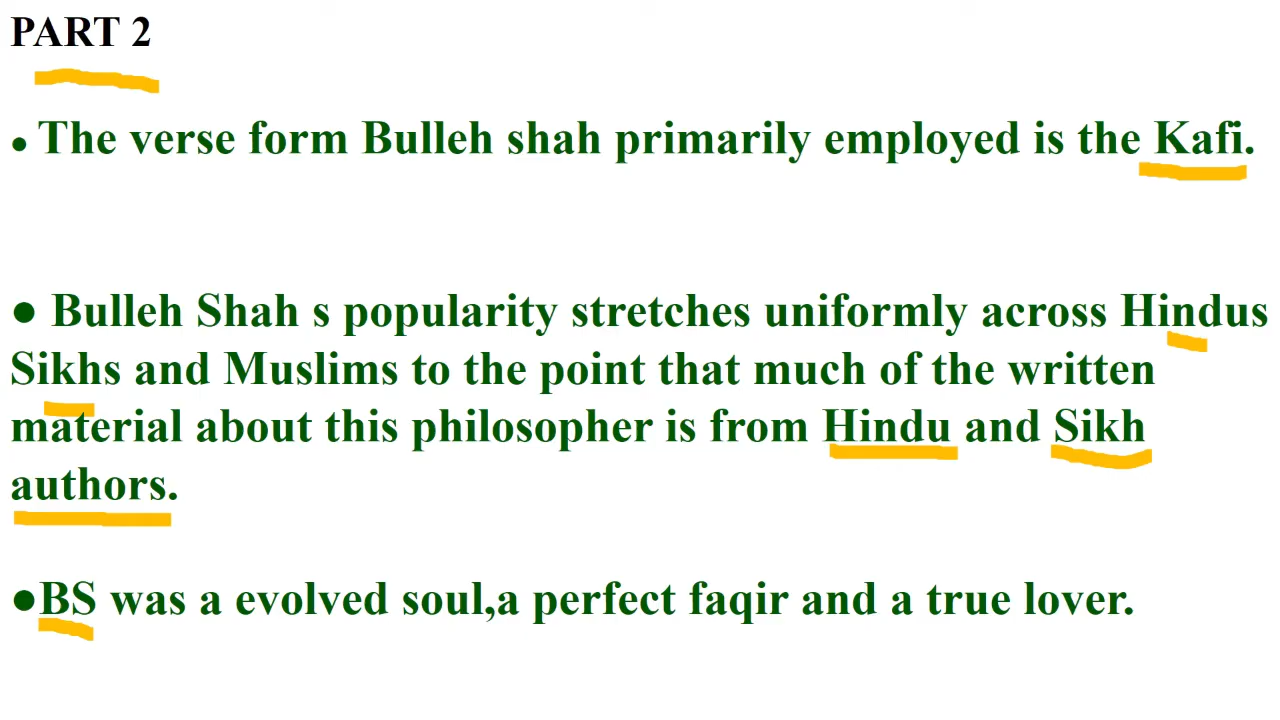 PART 2
• The verse form Bulleh shah primarily employed is the Kafi.
● Bulleh Shah s popularity stretches uniformly across Hindus
Sikhs and Muslims to the point that much of the written
material about this philosopher is from Hindu and Sikh
authors.
●BS was a evolved soul,a perfect faqir and a true lover.